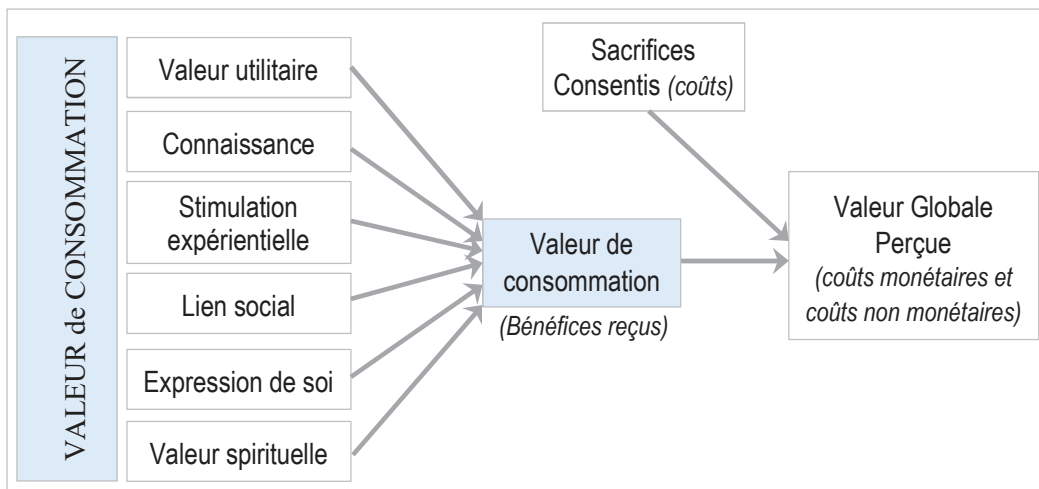 VALEUR de CONSOMMATION
Valeur utilitaire
Connaissance
Stimulation
expérientielle
Lien social
Expression de soi
Valeur spirituelle
Valeur de
consommation
(Bénéfices reçus)
Sacrifices
Consentis (coûts)
Valeur Globale
Perçue
(coûts monétaires et
coûts non monétaires)